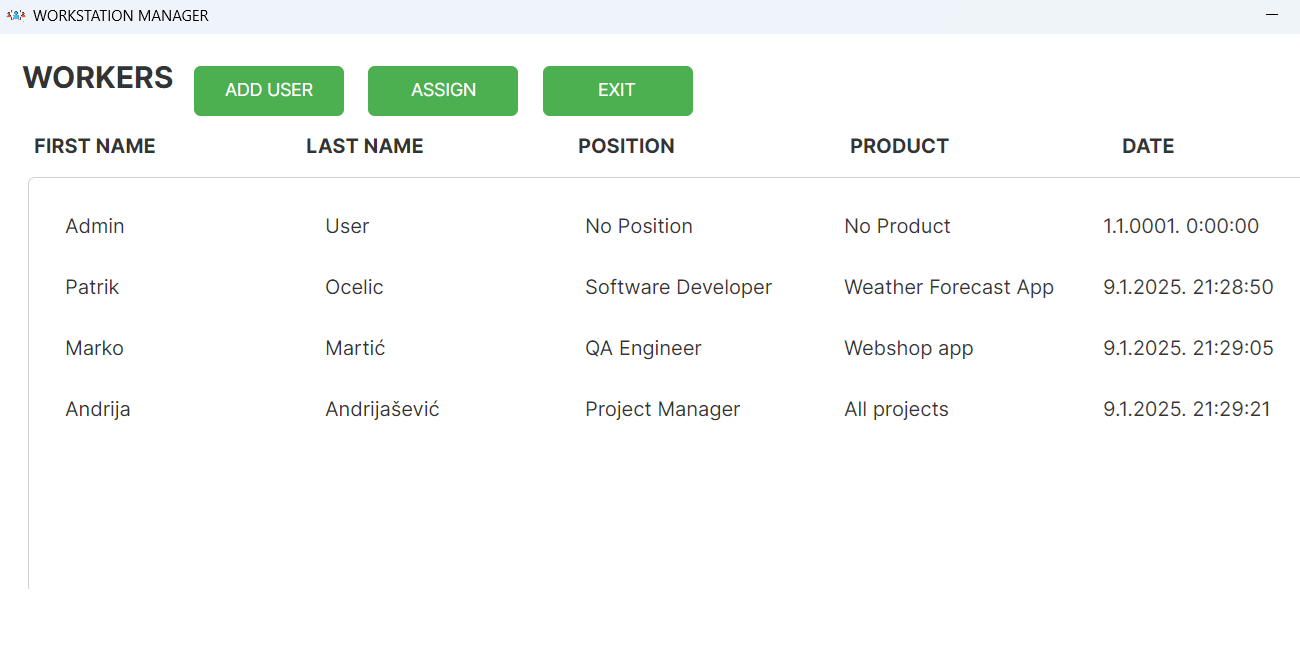 WORKSTATION MANAGER
WORKERS ADD USER ASSIGN EXIT
FIRST NAME LAST NAME POSITION PRODUCT DATE
Admin User No Position No Product 1.1.0001. 0:00:00
Patrik Ocelic Software Developer Weather Forecast App 9.1.2025. 21:28:50
Marko Martić QA Engineer Webshop app 9.1.2025. 21:29:05
Andrija Andrijašević Project Manager All projects 9.1.2025. 21:29:21